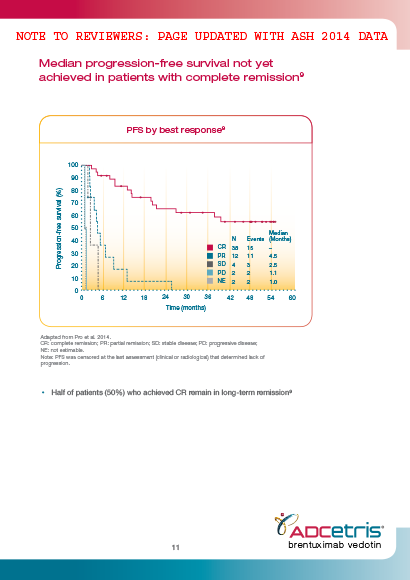 NOTE TO REVIEWERS: PAGE UPDATED WITH ASH 2014 DATA
Median progression-free survival not yet
achieved in patients with complete remission⁹
PFS by best response⁹
Progression-free survival (%)
100
90
80
70
60
50
40
30
20
10
0
0 6 12 18 24 30 36 42 48 54 60
Time (months)
N Events Median (Months)
CR 38 15 –
PR 12 11 4.5
SD 4 3 2.5
PD 2 2 1.1
NE 2 2 1.0
Adapted from Pro et al. 2014.
CR: complete remission; PR: partial remission; SD: stable disease; PD: progressive disease;
NE: not estimable.
Note: PFS was censored at the last assessment (clinical or radiological) that determined lack of
progression.
• Half of patients (50%) who achieved CR remain in long-term remission⁹
ADCETRIS®
brentuximab vedotin
11